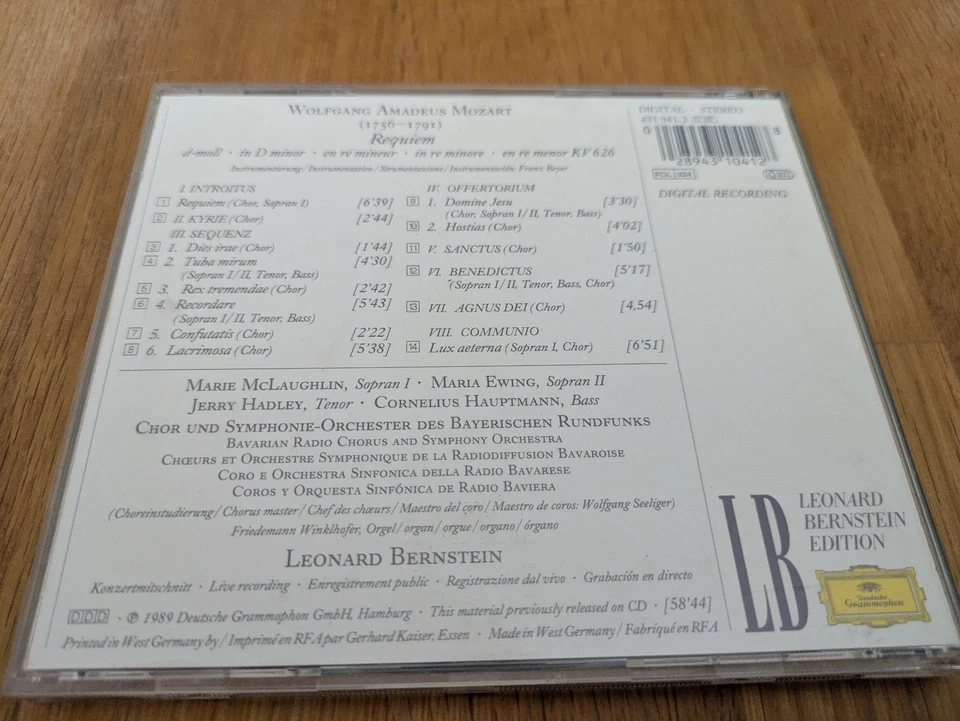 WOLFGANG AMADEUS MOZART
(1756–1791)
Requiem
d-moll · in D minor · en ré mineur · in re minore · en re menor KV 626
Instrumentierung / Instrumentation / Strumentazione / Instrumentación: Franz Beyer
I. INTROITUS
1 Requiem (Chor, Sopran I) [6'39]
2 II. KYRIE (Chor) [2'44]
III. SEQUENZ
3 1. Dies irae (Chor) [1'44]
4 2. Tuba mirum [4'30]
(Sopran I/II, Tenor, Bass)
5 3. Rex tremendae (Chor) [2'42]
6 4. Recordare [5'43]
(Sopran I/II, Tenor, Bass)
7 5. Confutatis (Chor) [2'22]
8 6. Lacrimosa (Chor) [5'38]
IV. OFFERTORIUM
9 1. Domine Jesu [3'30]
(Chor, Sopran I/II, Tenor, Bass)
10 2. Hostias (Chor) [4'02]
11 V. SANCTUS (Chor) [1'50]
12 VI. BENEDICTUS [5'17]
(Sopran I/II, Tenor, Bass, Chor)
13 VII. AGNUS DEI (Chor) [4,54]
VIII. COMMUNIO
14 Lux aeterna (Sopran I, Chor) [6'51]
MARIE MCLAUGHLIN, Sopran I · MARIA EWING, Sopran II
JERRY HADLEY, Tenor · CORNELIUS HAUPTMANN, Bass
CHOR UND SYMPHONIE-ORCHESTER DES BAYERISCHEN RUNDFUNKS
BAVARIAN RADIO CHORUS AND SYMPHONY ORCHESTRA
CHŒURS ET ORCHESTRE SYMPHONIQUE DE LA RADIODIFFUSION BAVAROISE
CORO E ORCHESTRA SINFONICA DELLA RADIO BAVARESE
COROS Y ORQUESTA SINFÓNICA DE RADIO BAVIERA
(Choreinstudierung / Chorus master / Chef des chœurs / Maestro del coro / Maestro de coros: Wolfgang Seeliger)
Friedemann Winklhofer, Orgel / organ / orgue / organo / órgano
LEONARD BERNSTEIN
Konzertmitschnitt · Live recording · Enregistrement public · Registrazione dal vivo · Grabación en directo
DDD · ℗ 1989 Deutsche Grammophon GmbH, Hamburg · This material previously released on CD · [58'44]
Printed in West Germany by / Imprimé en RFA par Gerhard Kaiser, Essen · Made in West Germany / Fabriqué en RFA
DIGITAL · STEREO
431 041-2
0 28943 10412 8
DIGITAL RECORDING
LB
LEONARD
BERNSTEIN
EDITION
Deutsche
Grammophon